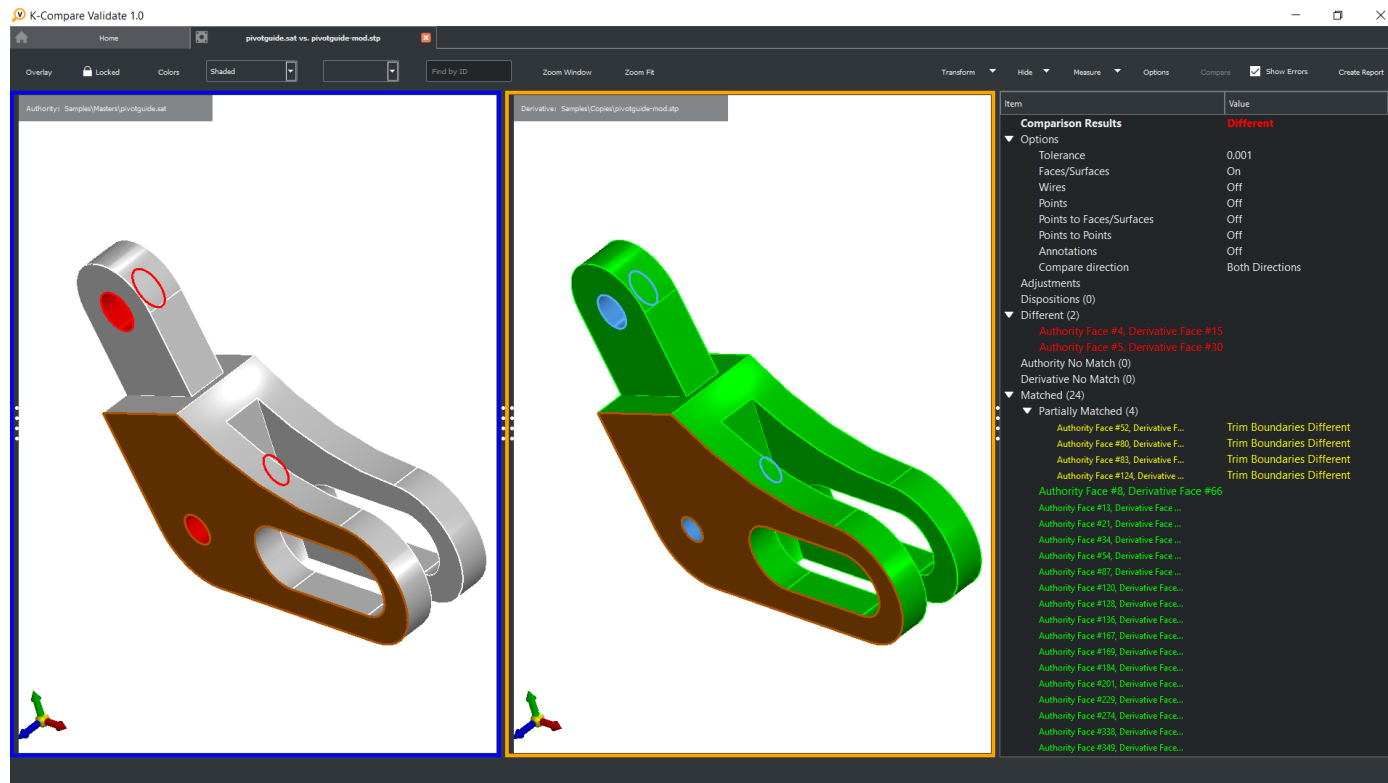 K-Compare Validate 1.0
Home
pivotguide.sat vs. pivotguide-mod.stp
Overlay Locked Colors Shaded Find by ID Zoom Window Zoom Fit Transform Hide Measure Options Compare Show Errors Create Report
Authority: Samples\Masters\pivotguide.sat
Derivative: Samples\Copies\pivotguide-mod.stp
Item Value
Comparison Results Different
Options
Tolerance 0.001
Faces/Surfaces On
Wires Off
Points Off
Points to Faces/Surfaces Off
Points to Points Off
Annotations Off
Compare direction Both Directions
Adjustments
Dispositions (0)
Different (2)
Authority Face #4, Derivative Face #15
Authority Face #5, Derivative Face #30
Authority No Match (0)
Derivative No Match (0)
Matched (24)
Partially Matched (4)
Authority Face #52, Derivative F... Trim Boundaries Different
Authority Face #80, Derivative F... Trim Boundaries Different
Authority Face #83, Derivative F... Trim Boundaries Different
Authority Face #124, Derivative ... Trim Boundaries Different
Authority Face #8, Derivative Face #66
Authority Face #13, Derivative Face ...
Authority Face #21, Derivative Face ...
Authority Face #34, Derivative Face ...
Authority Face #54, Derivative Face ...
Authority Face #87, Derivative Face ...
Authority Face #120, Derivative Face...
Authority Face #128, Derivative Face...
Authority Face #136, Derivative Face...
Authority Face #167, Derivative Face...
Authority Face #169, Derivative Face...
Authority Face #184, Derivative Face...
Authority Face #201, Derivative Face...
Authority Face #229, Derivative Face...
Authority Face #274, Derivative Face...
Authority Face #338, Derivative Face...
Authority Face #349, Derivative Face...